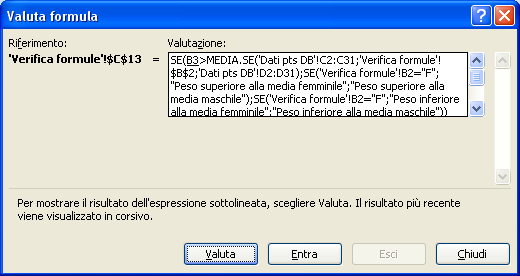 Valuta formula
Riferimento:
Valutazione:
'Verifica formule'!$C$13 =
SE(B3>MEDIA.SE('Dati pts DB'!C2:C31;'Verifica formule'!
$B$2;'Dati pts DB'!D2:D31);SE('Verifica formule'!B2="F";
"Peso superiore alla media femminile";"Peso superiore alla
media maschile");SE('Verifica formule'!B2="F";"Peso inferiore
alla media femminile";"Peso inferiore alla media maschile"))
Per mostrare il risultato dell'espressione sottolineata, scegliere Valuta. Il risultato più recente
viene visualizzato in corsivo.
Valuta
Entra
Esci
Chiudi